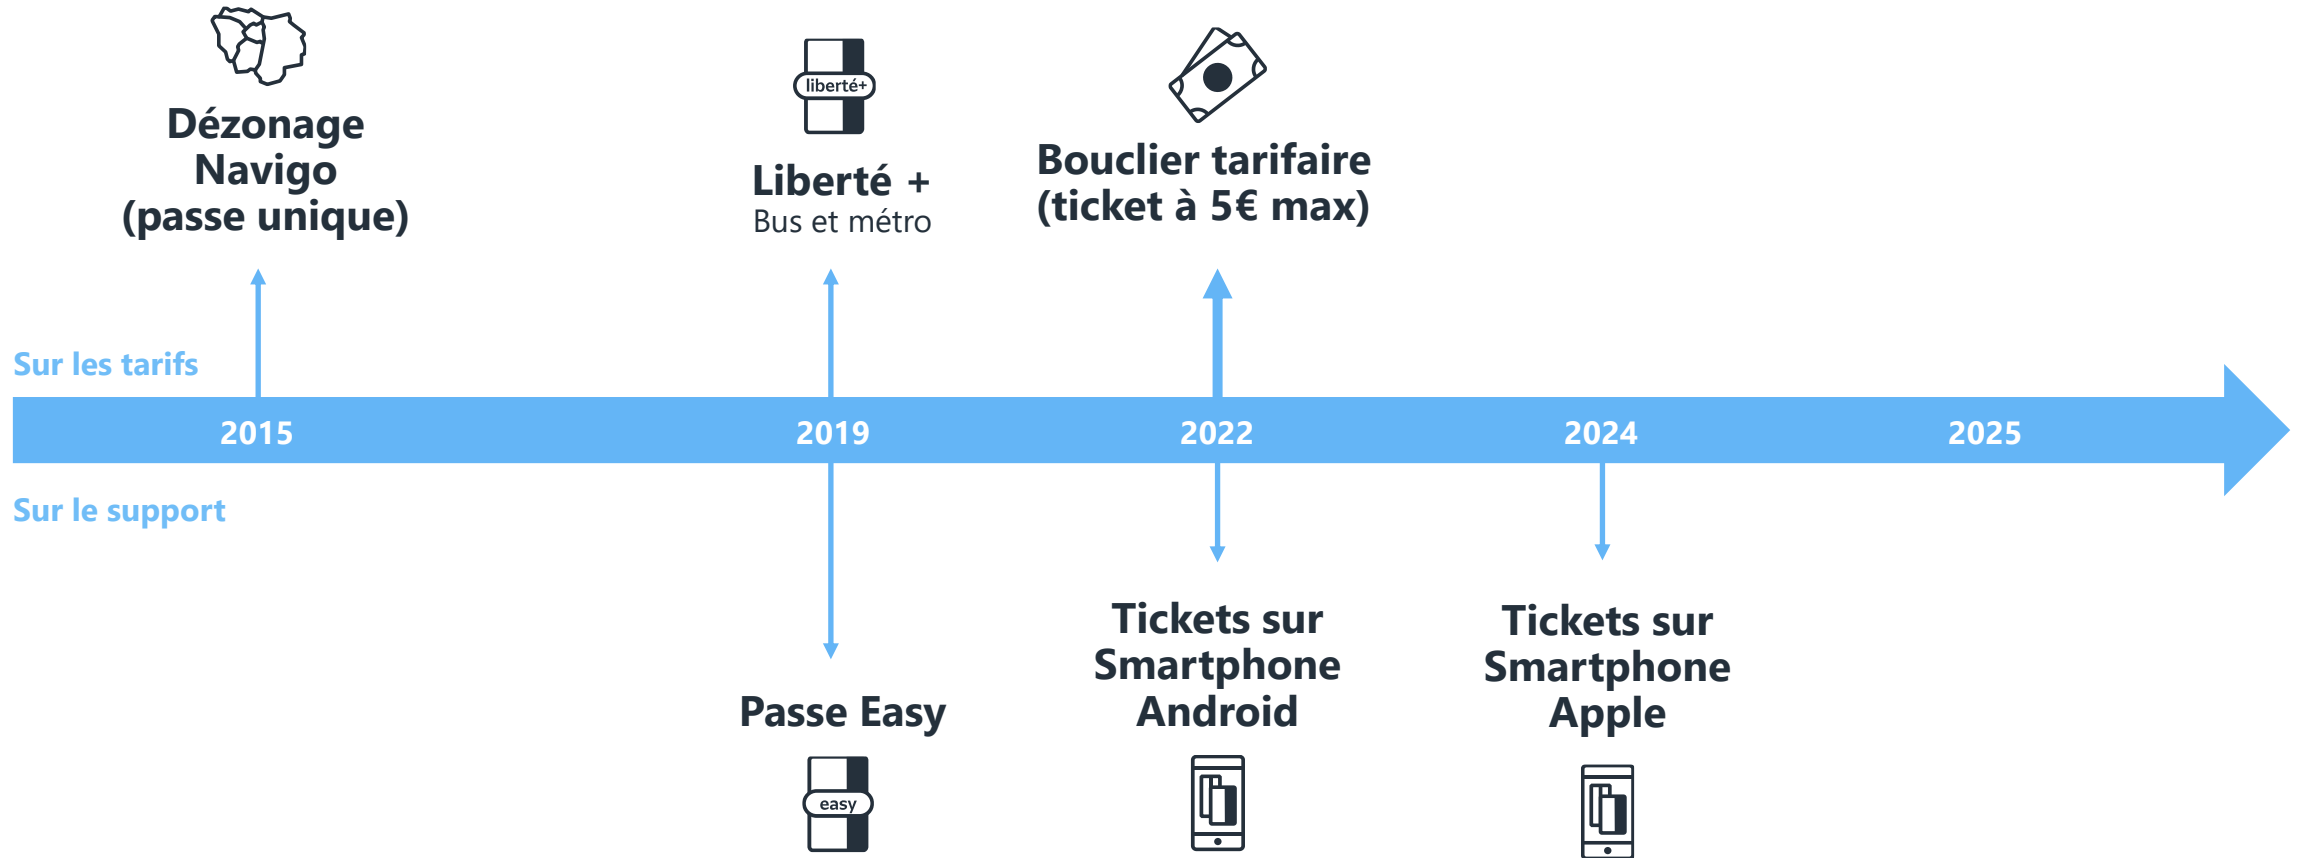 Dézonage
Navigo
(passe unique)
liberté+
Liberté +
Bus et métro
Bouclier tarifaire
(ticket à 5€ max)
Sur les tarifs
2015
2019
2022
2024
2025
Sur le support
Passe Easy
easy
Tickets sur
Smartphone
Android
Tickets sur
Smartphone
Apple